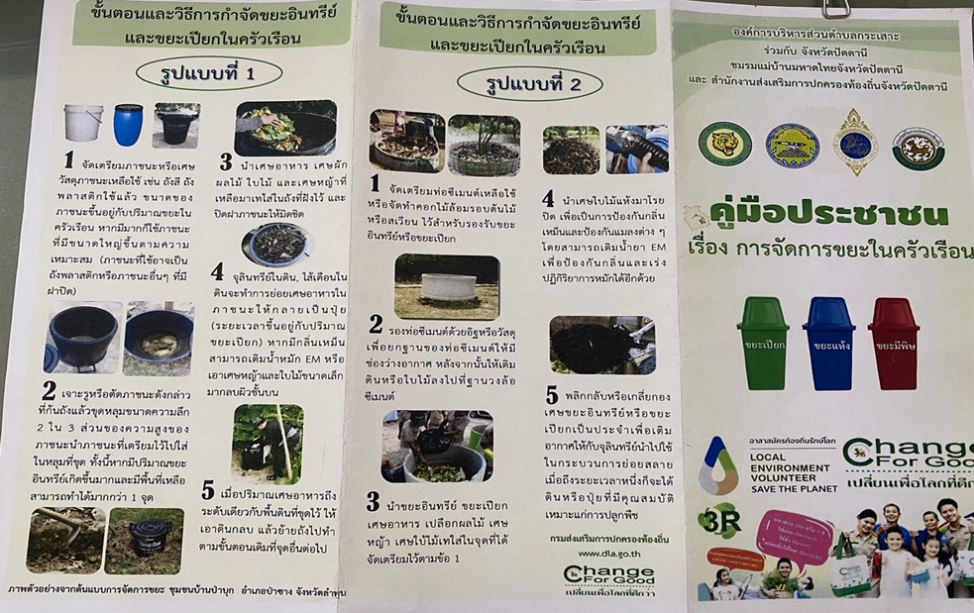 ขั้นตอนและวิธีการกำจัดขยะอินทรีย์
และขยะเปียกในครัวเรือน
รูปแบบที่ 1
1 จัดเตรียมภาชนะหรือเศษ
วัสดุภาชนะเหลือใช้ เช่น ถังสี ถัง
พลาสติกใช้แล้ว ขนาดของ
ภาชนะขึ้นอยู่กับปริมาณขยะใน
ครัวเรือน หากมีมากก็ใช้ภาชนะ
ที่มีขนาดใหญ่ขึ้นตามความ
เหมาะสม (ภาชนะที่ใช้อาจเป็น
ถังพลาสติกหรือภาชนะอื่นๆ ที่มี
ฝาปิด)
2 เจาะรูหรือตัดภาชนะดังกล่าว
ที่ก้นถังแล้วขุดหลุมขนาดความลึก
2 ใน 3 ส่วนของความสูงของ
ภาชนะนำภาชนะที่เตรียมไว้ไปใส่
ในหลุมที่ขุด ทั้งนี้หากมีปริมาณขยะ
อินทรีย์เกิดขึ้นมากและมีพื้นที่เหลือ
สามารถทำได้มากกว่า 1 จุด
3 นำเศษอาหาร เศษผัก
ผลไม้ ใบไม้ และเศษหญ้าที่
เหลือมาเทใส่ในถังที่ฝังไว้ และ
ปิดฝาภาชนะให้มิดชิด
4 จุลินทรีย์ในดิน, ไส้เดือนใน
ดินจะทำการย่อยเศษอาหารใน
ภาชนะให้กลายเป็นปุ๋ย
(ระยะเวลาขึ้นอยู่กับปริมาณ
ขยะเปียก) หากมีกลิ่นเหม็น
สามารถเติมน้ำหมัก EM หรือ
เอาเศษหญ้าและใบไม้ขนาดเล็ก
มากลบผิวชั้นบน
5 เมื่อปริมาณเศษอาหารถึง
ระดับเดียวกับพื้นดินที่ขุดไว้ ให้
เอาดินกลบ แล้วย้ายถังไปทำ
ตามขั้นตอนเดิมที่จุดอื่นต่อไป
ภาพตัวอย่างจากต้นแบบการจัดการขยะ ชุมชนบ้านป่าบุก อำเภอป่าซาง จังหวัดลำพูน
ขั้นตอนและวิธีการกำจัดขยะอินทรีย์
และขยะเปียกในครัวเรือน
รูปแบบที่ 2
1 จัดเตรียมท่อซีเมนต์เหลือใช้
หรือจัดทำคอกไม้ล้อมรอบต้นไม้
หรือสเวียน ไว้สำหรับรองรับขยะ
อินทรีย์หรือขยะเปียก
2 รองท่อซีเมนต์ด้วยอิฐหรือวัสดุ
เพื่อยกฐานของท่อซีเมนต์ให้มี
ช่องว่างอากาศ หลังจากนั้นให้เติม
ดินหรือใบไม้ลงไปที่ฐานวงล้อ
ซีเมนต์
3 นำขยะอินทรีย์ ขยะเปียก
เศษอาหาร เปลือกผลไม้ เศษ
หญ้า เศษใบไม้เทใส่ในจุดที่ได้
จัดเตรียมไว้ตามข้อ 1
4 นำเศษใบไม้แห้งมาโรย
ปิด เพื่อเป็นการป้องกันกลิ่น
เหม็นและป้องกันแมลงต่าง ๆ
โดยสามารถเติมน้ำยา EM
เพื่อป้องกันกลิ่นและเร่ง
ปฏิกิริยาการหมักได้อีกด้วย
5 พลิกกลับหรือเกลี่ยกอง
เศษขยะอินทรีย์หรือขยะ
เปียกเป็นประจำเพื่อเติม
อากาศให้กับจุลินทรีย์นำไปใช้
ในกระบวนการย่อยสลาย
เมื่อถึงระยะเวลาหนึ่งก็จะได้
ดินหรือปุ๋ยที่มีคุณสมบัติ
เหมาะแก่การปลูกพืช
กรมส่งเสริมการปกครองท้องถิ่น
www.dla.go.th
Change
For Good
เปลี่ยนเพื่อโลกที่ดีกว่า
องค์การบริหารส่วนตำบลกระเสาะ
ร่วมกับ จังหวัดปัตตานี
ชมรมแม่บ้านมหาดไทยจังหวัดปัตตานี
และ สำนักงานส่งเสริมการปกครองท้องถิ่นจังหวัดปัตตานี
คู่มือประชาชน
เรื่อง การจัดการขยะในครัวเรือน
ขยะเปียก
ขยะแห้ง
ขยะมีพิษ
อาสาสมัครท้องถิ่นรักษ์โลก
LOCAL
ENVIRONMENT
VOLUNTEER
SAVE THE PLANET
Change
For Good
เปลี่ยนเพื่อโลกที่ดีก
3R